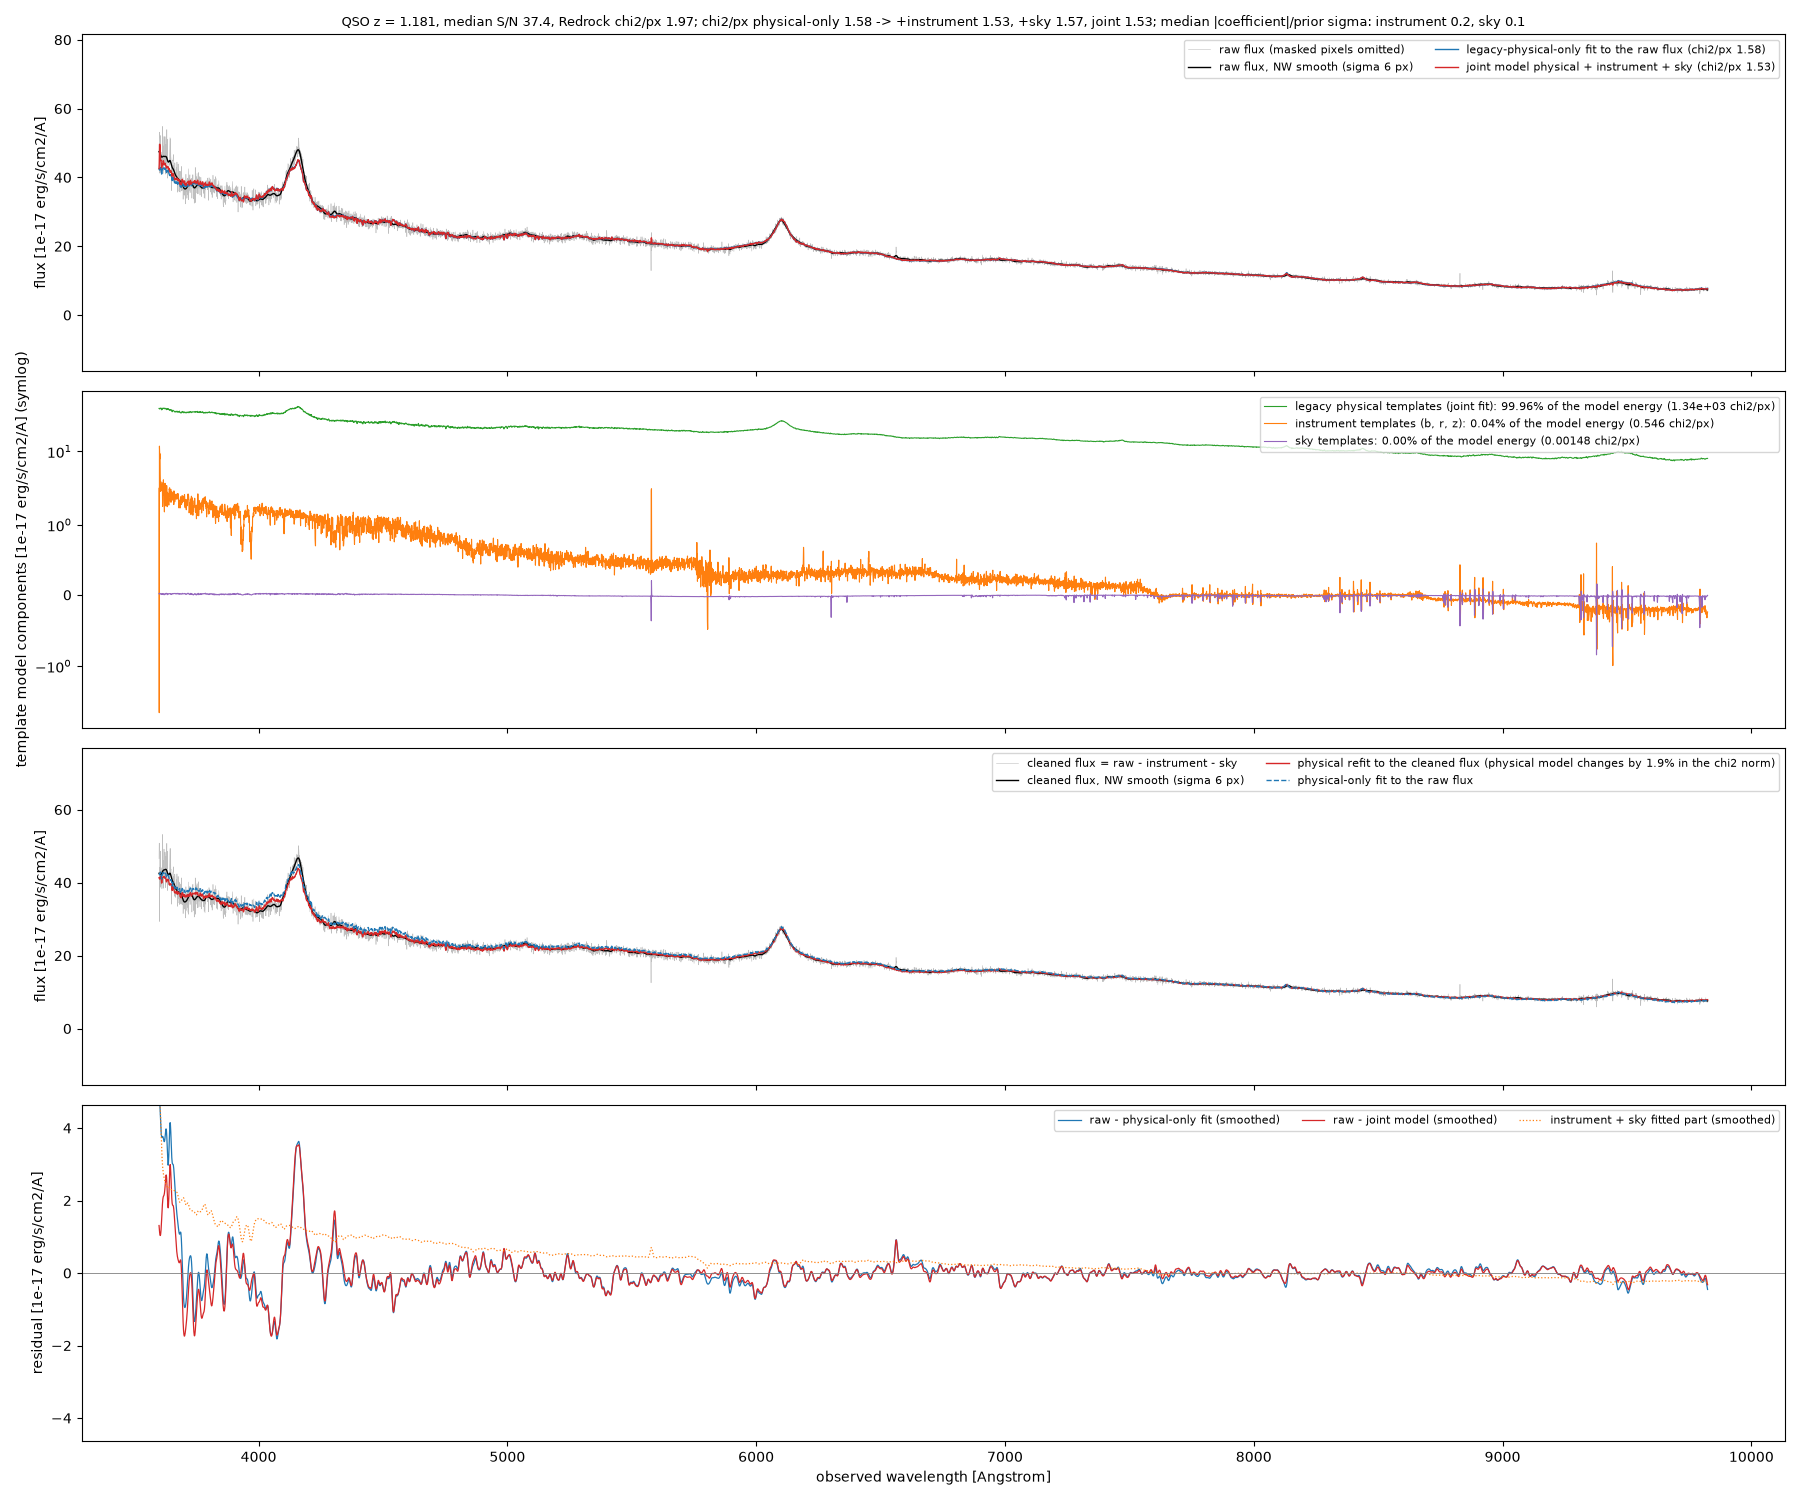 QSO z = 1.181, median S/N 37.4, Redrock chi2/px 1.97; chi2/px physical-only 1.58 -> +instrument 1.53, +sky 1.57, joint 1.53; median |coefficient|/prior sigma: instrument 0.2, sky 0.1
raw flux (masked pixels omitted)
raw flux, NW smooth (sigma 6 px)
legacy-physical-only fit to the raw flux (chi2/px 1.58)
joint model physical + instrument + sky (chi2/px 1.53)
flux [1e-17 erg/s/cm2/A]
80
60
40
20
0
legacy physical templates (joint fit): 99.96% of the model energy (1.34e+03 chi2/px)
instrument templates (b, r, z): 0.04% of the model energy (0.546 chi2/px)
sky templates: 0.00% of the model energy (0.00148 chi2/px)
template model components [1e-17 erg/s/cm2/A] (symlog)
10¹
10⁰
0
−10⁰
cleaned flux = raw - instrument - sky
cleaned flux, NW smooth (sigma 6 px)
physical refit to the cleaned flux (physical model changes by 1.9% in the chi2 norm)
physical-only fit to the raw flux
flux [1e-17 erg/s/cm2/A]
60
40
20
0
raw - physical-only fit (smoothed)
raw - joint model (smoothed)
instrument + sky fitted part (smoothed)
residual [1e-17 erg/s/cm2/A]
4
2
0
−2
−4
4000
5000
6000
7000
8000
9000
10000
observed wavelength [Angstrom]